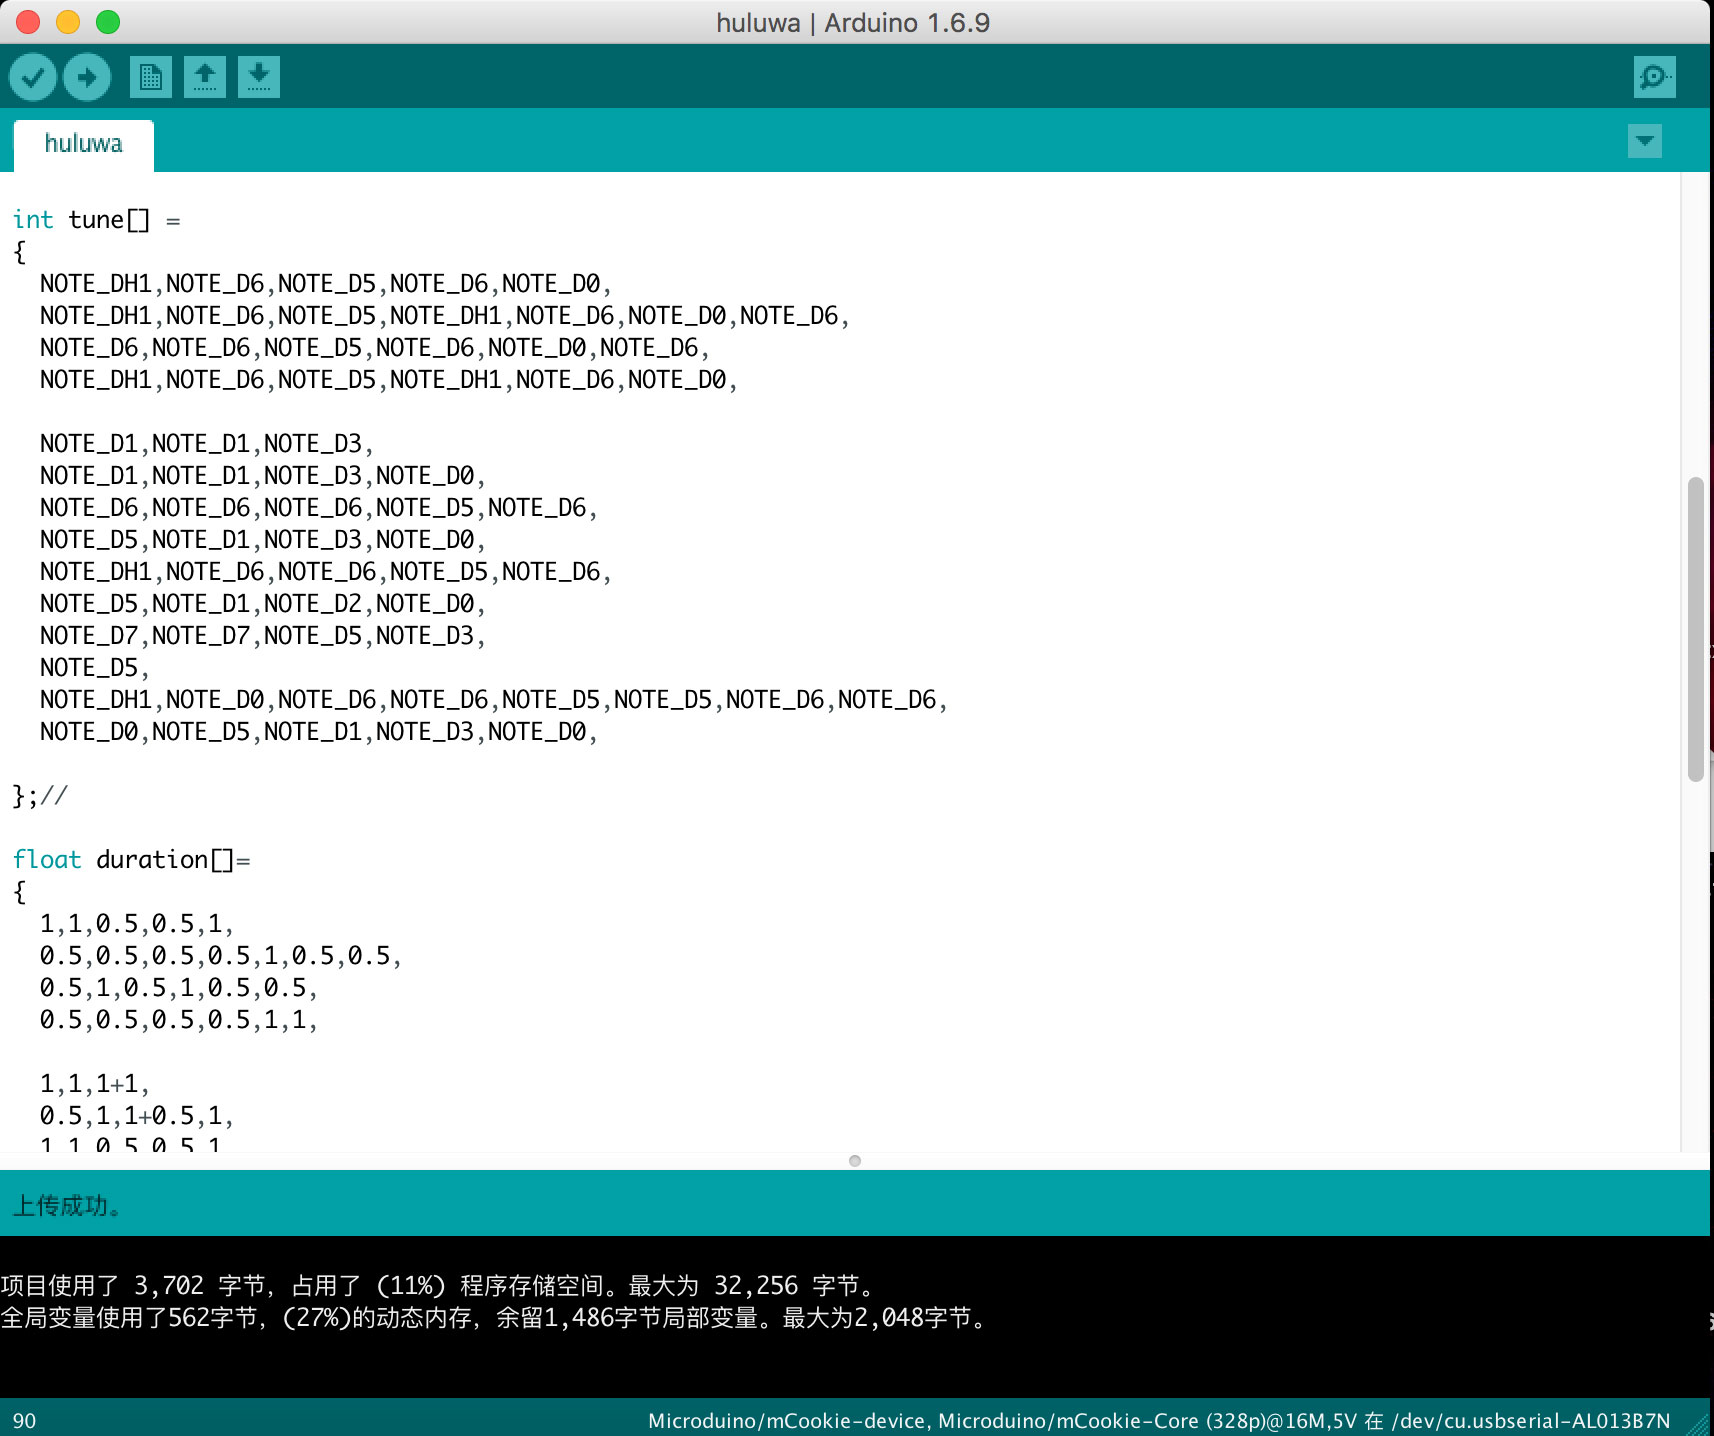 huluwa | Arduino 1.6.9
huluwa
int tune[] =
{
NOTE_DH1,NOTE_D6,NOTE_D5,NOTE_D6,NOTE_D0,
NOTE_DH1,NOTE_D6,NOTE_D5,NOTE_DH1,NOTE_D6,NOTE_D0,NOTE_D6,
NOTE_D6,NOTE_D6,NOTE_D5,NOTE_D6,NOTE_D0,NOTE_D6,
NOTE_DH1,NOTE_D6,NOTE_D5,NOTE_DH1,NOTE_D6,NOTE_D0,
NOTE_D1,NOTE_D1,NOTE_D3,
NOTE_D1,NOTE_D1,NOTE_D3,NOTE_D0,
NOTE_D6,NOTE_D6,NOTE_D6,NOTE_D5,NOTE_D6,
NOTE_D5,NOTE_D1,NOTE_D3,NOTE_D0,
NOTE_DH1,NOTE_D6,NOTE_D6,NOTE_D5,NOTE_D6,
NOTE_D5,NOTE_D1,NOTE_D2,NOTE_D0,
NOTE_D7,NOTE_D7,NOTE_D5,NOTE_D3,
NOTE_D5,
NOTE_DH1,NOTE_D0,NOTE_D6,NOTE_D6,NOTE_D5,NOTE_D5,NOTE_D6,NOTE_D6,
NOTE_D0,NOTE_D5,NOTE_D1,NOTE_D3,NOTE_D0,
};//
float duration[]=
{
1,1,0.5,0.5,1,
0.5,0.5,0.5,0.5,1,0.5,0.5,
0.5,1,0.5,1,0.5,0.5,
0.5,0.5,0.5,0.5,1,1,
1,1,1+1,
0.5,1,1+0.5,1,
1,1,0.5,0.5,1
上传成功。
项目使用了 3,702 字节，占用了 (11%) 程序存储空间。最大为 32,256 字节。
全局变量使用了562字节，(27%)的动态内存，余留1,486字节局部变量。最大为2,048字节。
90
Microduino/mCookie-device, Microduino/mCookie-Core (328p)@16M,5V 在 /dev/cu.usbserial-AL013B7N